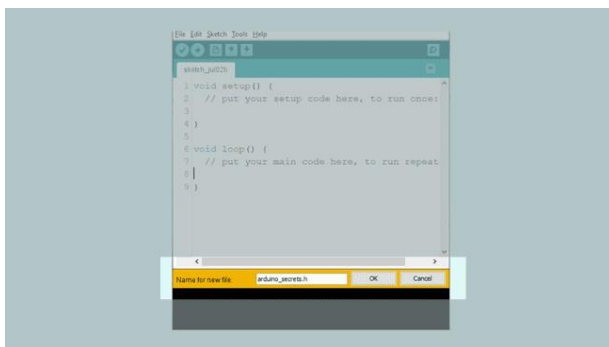 File Edit Sketch Tools Help
sketch_jul02b
1 void setup() {
2 // put your setup code here, to run once:
3
4 }
5
6 void loop() {
7 // put your main code here, to run repeat
8
9 }
Name for new file: arduino_secrets.h OK Cancel